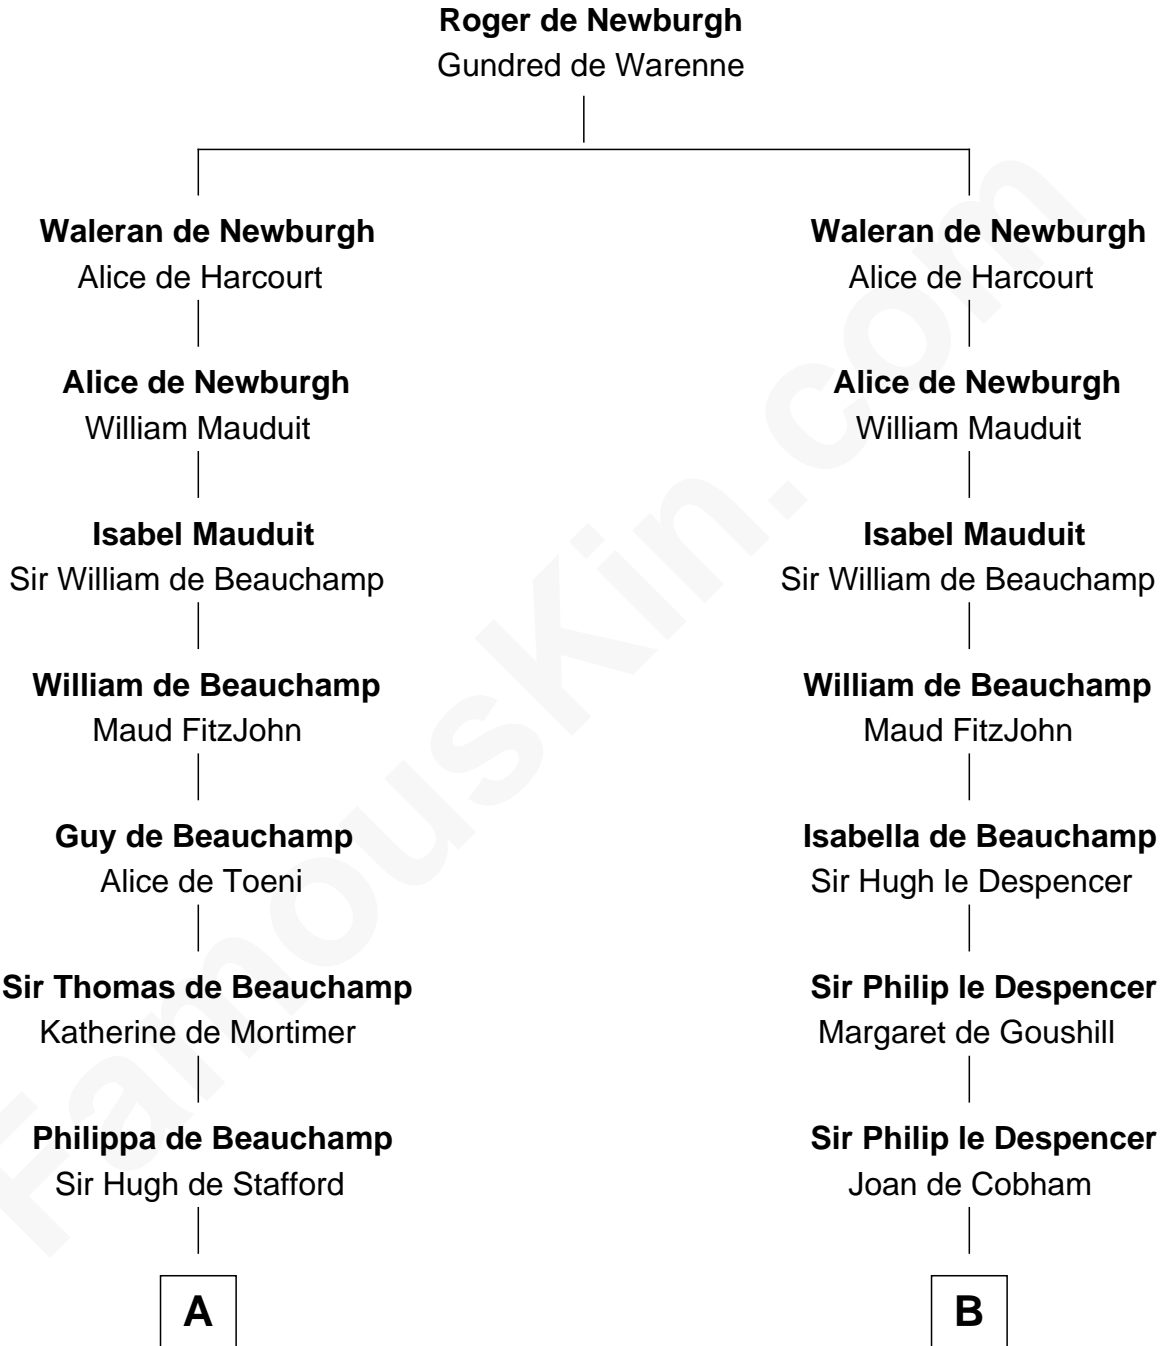 Roger de Newburgh
Gundred de Warenne
Waleran de Newburgh
Alice de Harcourt
Alice de Newburgh
William Mauduit
Isabel Mauduit
Sir William de Beauchamp
William de Beauchamp
Maud FitzJohn
Guy de Beauchamp
Alice de Toeni
Sir Thomas de Beauchamp
Katherine de Mortimer
Philippa de Beauchamp
Sir Hugh de Stafford
A
Waleran de Newburgh
Alice de Harcourt
Alice de Newburgh
William Mauduit
Isabel Mauduit
Sir William de Beauchamp
William de Beauchamp
Maud FitzJohn
Isabella de Beauchamp
Sir Hugh le Despencer
Sir Philip le Despencer
Margaret de Goushill
Sir Philip le Despencer
Joan de Cobham
B
FamousKin.com